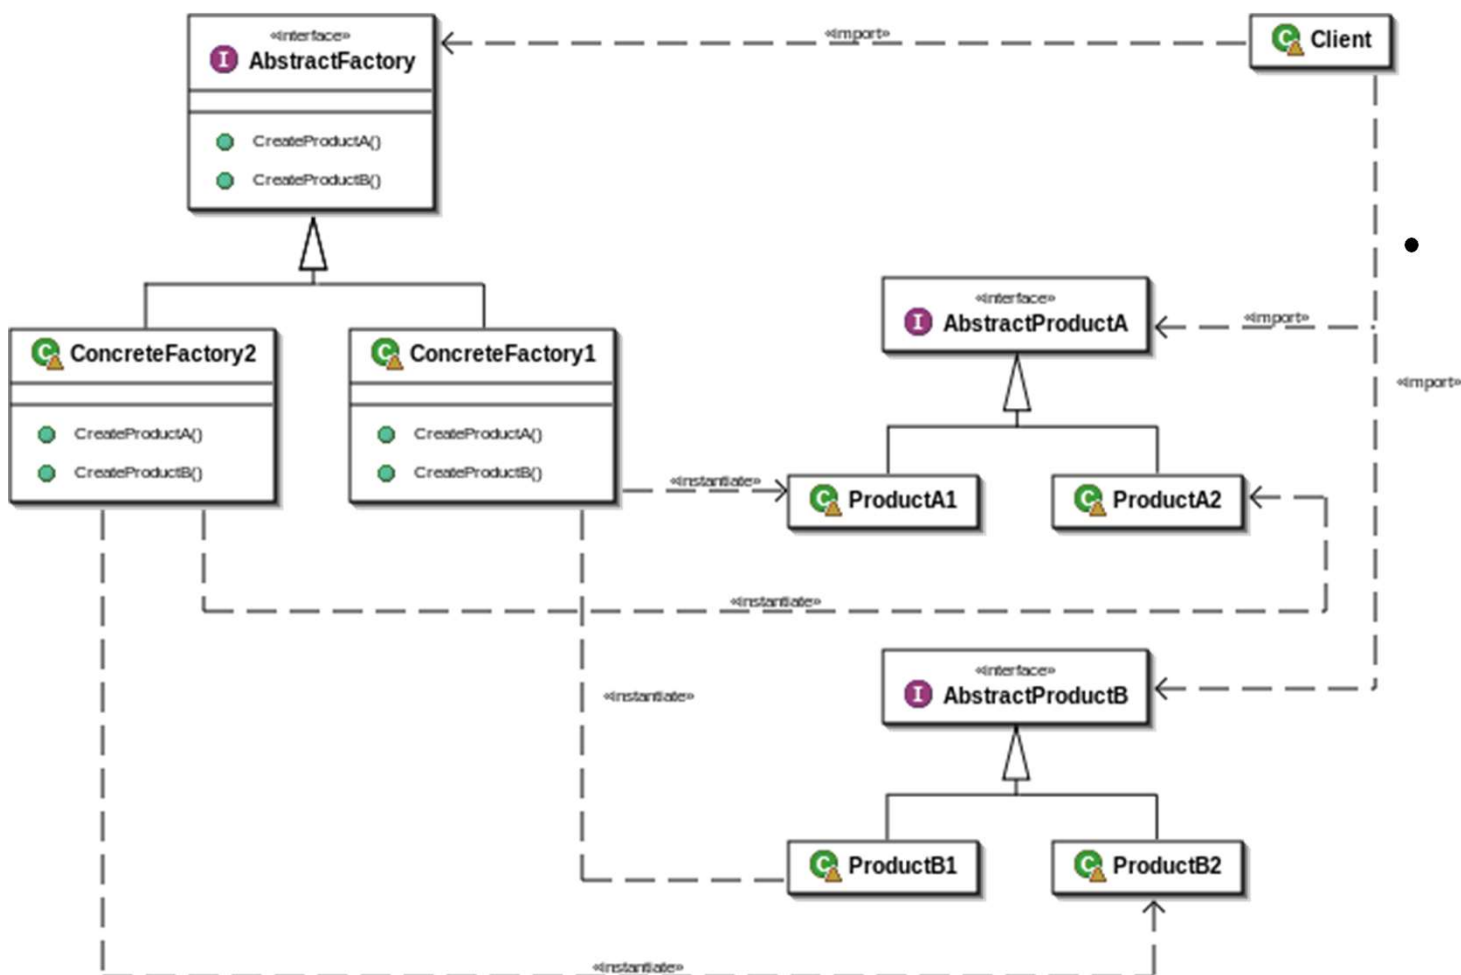 «interface»
AbstractFactory
CreateProductA()
CreateProductB()
«import»
Client
ConcreteFactory2
CreateProductA()
CreateProductB()
ConcreteFactory1
CreateProductA()
CreateProductB()
«interface»
AbstractProductA
«import»
«import»
«instantiate»
ProductA1
ProductA2
«instantiate»
«interface»
AbstractProductB
«instantiate»
ProductB1
ProductB2
«instantiate»